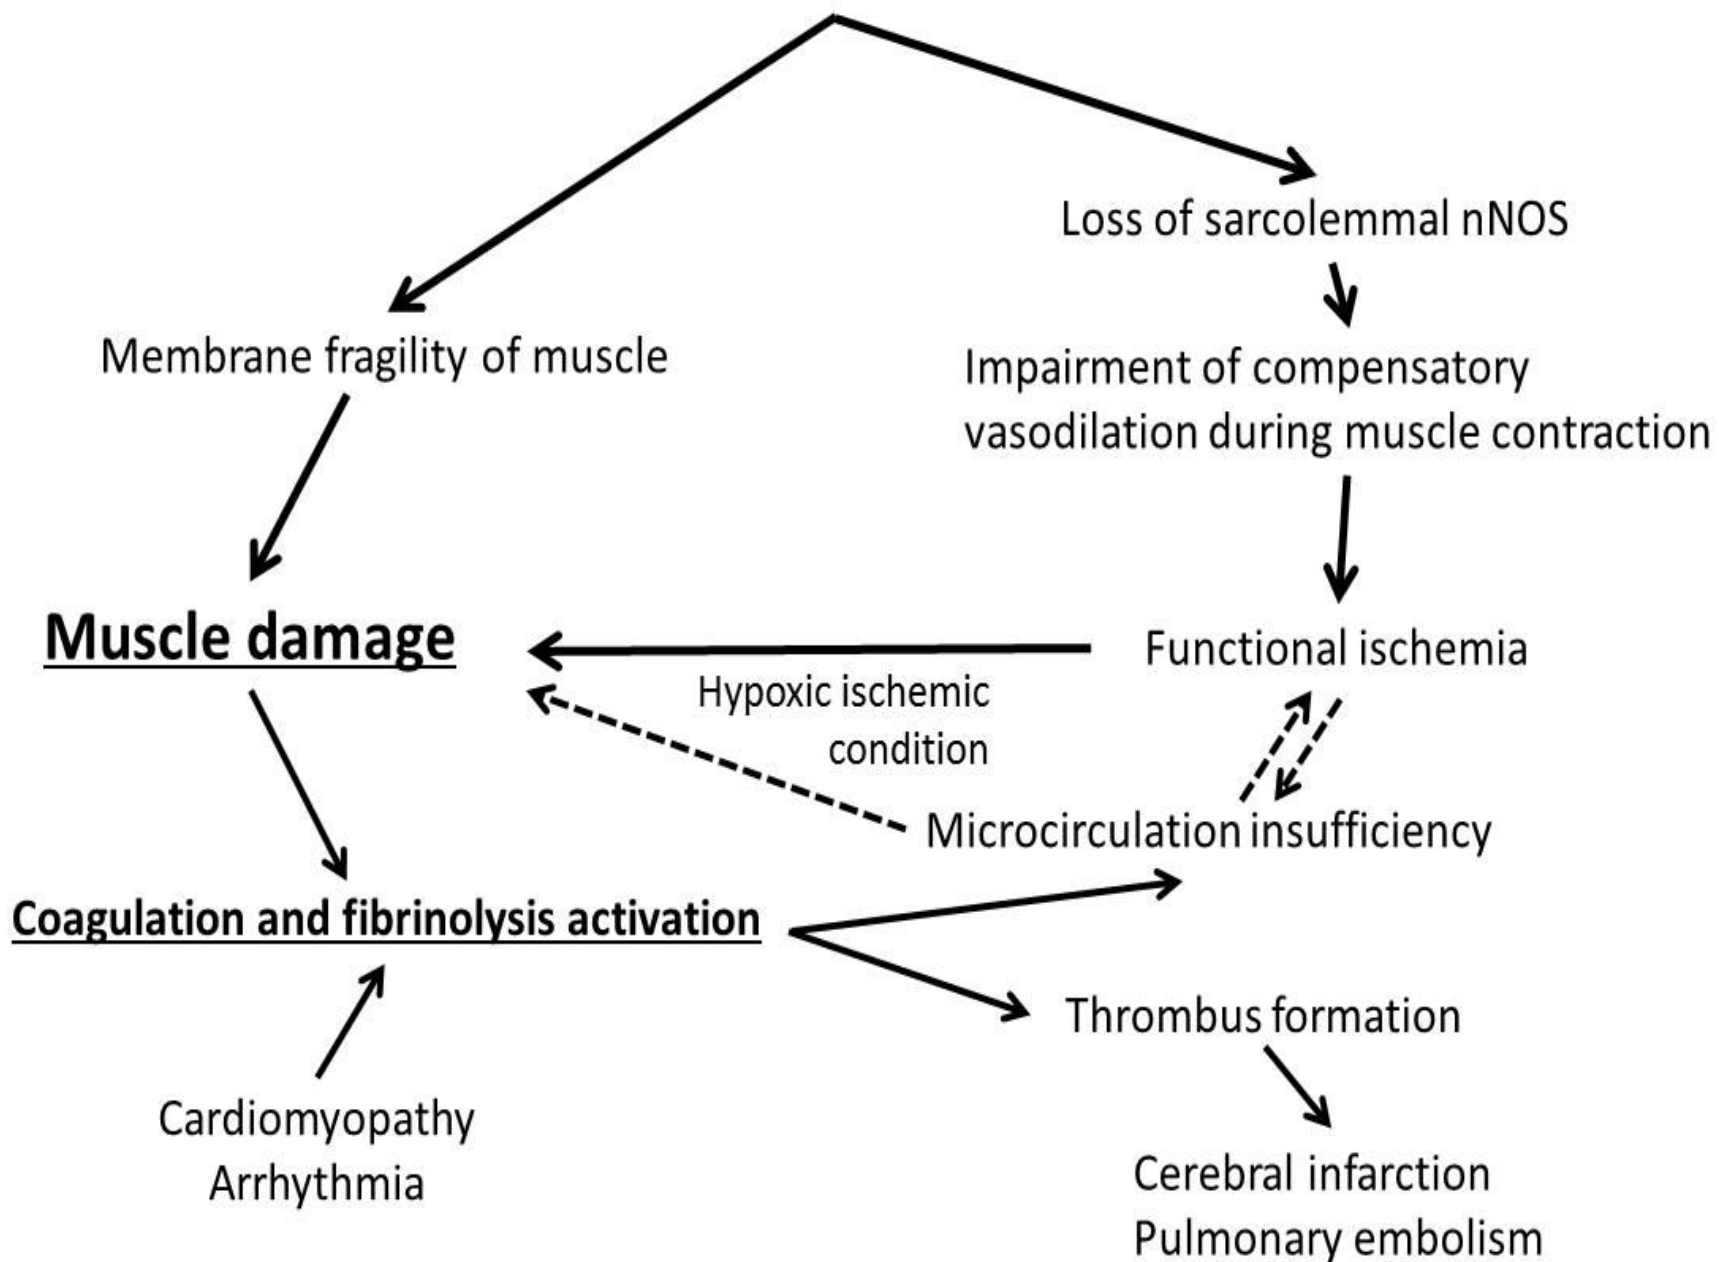 Loss of sarcolemmal nNOS
Membrane fragility of muscle
Impairment of compensatory
vasodilation during muscle contraction
Muscle damage
Functional ischemia
Hypoxic ischemic
condition
Microcirculation insufficiency
Coagulation and fibrinolysis activation
Thrombus formation
Cardiomyopathy
Arrhythmia
Cerebral infarction
Pulmonary embolism